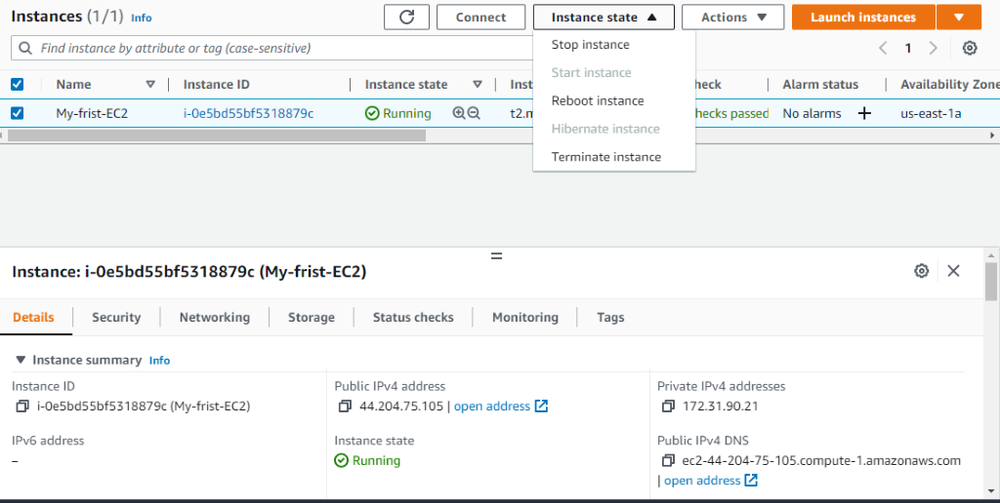 Instances (1/1) Info
Connect
Instance state
Actions
Launch instances
Find instance by attribute or tag (case-sensitive)
1
Stop instance
Start instance
Reboot instance
Hibernate instance
Terminate instance
Name Instance ID Instance state Inst heck Alarm status Availability Zone
My-frist-EC2 i-0e5bd55bf5318879c Running t2.m hecks passed No alarms + us-east-1a
Instance: i-0e5bd55bf5318879c (My-frist-EC2)
Details Security Networking Storage Status checks Monitoring Tags
Instance summary Info
Instance ID
i-0e5bd55bf5318879c (My-frist-EC2)
Public IPv4 address
44.204.75.105 | open address
Private IPv4 addresses
172.31.90.21
IPv6 address
–
Instance state
Running
Public IPv4 DNS
ec2-44-204-75-105.compute-1.amazonaws.com
| open address